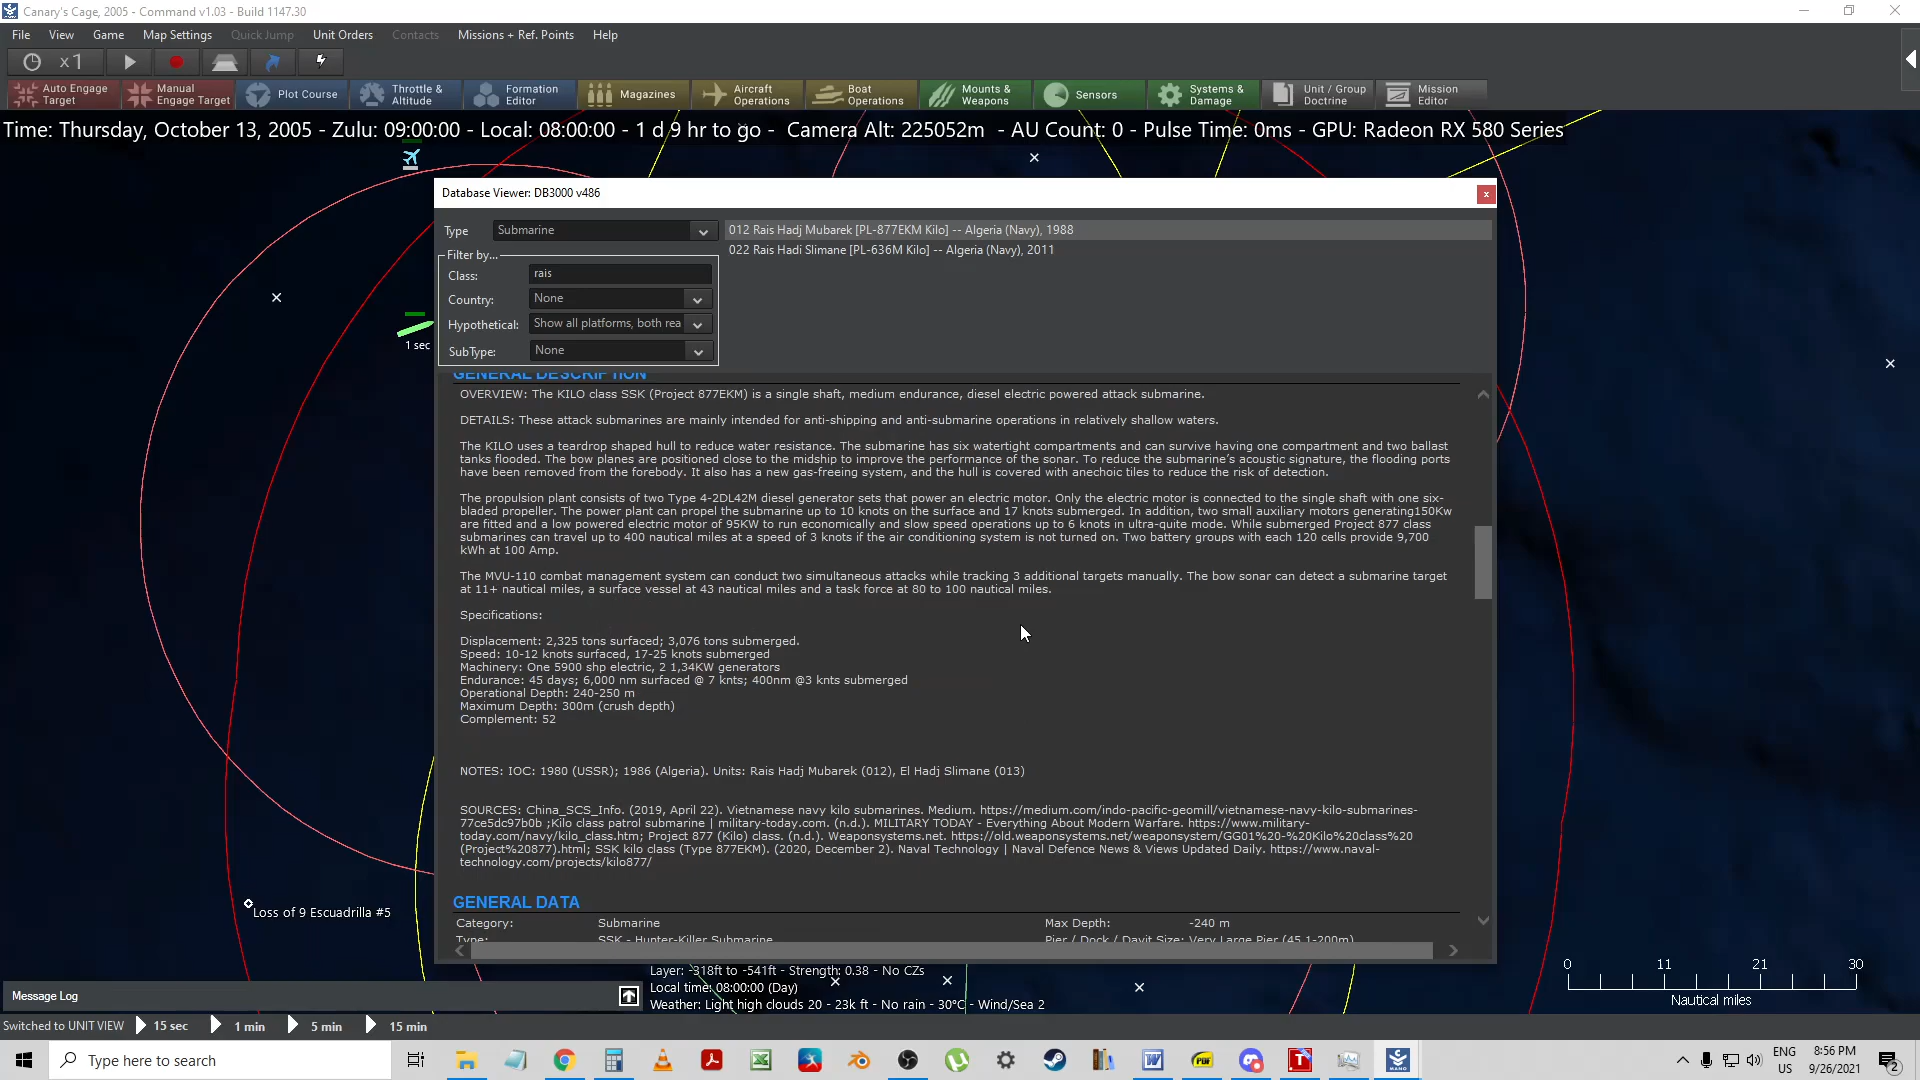 Canary's Cage, 2005 - Command v1.03 - Build 1147.30
File View Game Map Settings Quick Jump Unit Orders Contacts Missions + Ref. Points Help
x1
Auto Engage Target
Manual Engage Target
Plot Course
Throttle & Altitude
Formation Editor
Magazines
Aircraft Operations
Boat Operations
Mounts & Weapons
Sensors
Systems & Damage
Unit / Group Doctrine
Mission Editor
Time: Thursday, October 13, 2005 - Zulu: 09:00:00 - Local: 08:00:00 - 1 d 9 hr to go - Camera Alt: 225052m - AU Count: 0 - Pulse Time: 0ms - GPU: Radeon RX 580 Series
Database Viewer: DB3000 v486
Type Submarine
012 Rais Hadj Mubarek [PL-877EKM Kilo] -- Algeria (Navy), 1988
022 Rais Hadi Slimane [PL-636M Kilo] -- Algeria (Navy), 2011
Filter by...
Class: rais
Country: None
Hypothetical: Show all platforms, both rea
SubType: None
1 sec
GENERAL DESCRIPTION
OVERVIEW: The KILO class SSK (Project 877EKM) is a single shaft, medium endurance, diesel electric powered attack submarine.
DETAILS: These attack submarines are mainly intended for anti-shipping and anti-submarine operations in relatively shallow waters.
The KILO uses a teardrop shaped hull to reduce water resistance. The submarine has six watertight compartments and can survive having one compartment and two ballast
tanks flooded. The bow planes are positioned close to the midship to improve the performance of the sonar. To reduce the submarine's acoustic signature, the flooding ports
have been removed from the forebody. It also has a new gas-freeing system, and the hull is covered with anechoic tiles to reduce the risk of detection.
The propulsion plant consists of two Type 4-2DL42M diesel generator sets that power an electric motor. Only the electric motor is connected to the single shaft with one six-
bladed propeller. The power plant can propel the submarine up to 10 knots on the surface and 17 knots submerged. In addition, two small auxiliary motors generating150Kw
are fitted and a low powered electric motor of 95KW to run economically and slow speed operations up to 6 knots in ultra-quite mode. While submerged Project 877 class
submarines can travel up to 400 nautical miles at a speed of 3 knots if the air conditioning system is not turned on. Two battery groups with each 120 cells provide 9,700
kWh at 100 Amp.
The MVU-110 combat management system can conduct two simultaneous attacks while tracking 3 additional targets manually. The bow sonar can detect a submarine target
at 11+ nautical miles, a surface vessel at 43 nautical miles and a task force at 80 to 100 nautical miles.
Specifications:
Displacement: 2,325 tons surfaced; 3,076 tons submerged.
Speed: 10-12 knots surfaced, 17-25 knots submerged
Machinery: One 5900 shp electric, 2 1,34KW generators
Endurance: 45 days; 6,000 nm surfaced @ 7 knts; 400nm @3 knts submerged
Operational Depth: 240-250 m
Maximum Depth: 300m (crush depth)
Complement: 52
NOTES: IOC: 1980 (USSR); 1986 (Algeria). Units: Rais Hadj Mubarek (012), El Hadj Slimane (013)
SOURCES: China_SCS_Info. (2019, April 22). Vietnamese navy kilo submarines. Medium. https://medium.com/indo-pacific-geomill/vietnamese-navy-kilo-submarines-
77ce5dc97b0b ;Kilo class patrol submarine | military-today.com. (n.d.). MILITARY TODAY - Everything About Modern Warfare. https://www.military-
today.com/navy/kilo_class.htm; Project 877 (Kilo) class. (n.d.). Weaponsystems.net. https://old.weaponsystems.net/weaponsystem/GG01%20-%20Kilo%20class%20
(Project%20877).html; SSK kilo class (Type 877EKM). (2020, December 2). Naval Technology | Naval Defence News & Views Updated Daily. https://www.naval-
technology.com/projects/kilo877/
GENERAL DATA
Category: Submarine Max Depth: -240 m
Type: SSK - Hunter-Killer Submarine Pier / Dock / Davit Size: Very Large Pier (45.1-200m)
Loss of 9 Escuadrilla #5
Layer: -318ft to -541ft - Strength: 0.38 - No CZs
Local time: 08:00:00 (Day)
Weather: Light high clouds 20 - 23k ft - No rain - 30°C - Wind/Sea 2
0 11 21 30
Nautical miles
Message Log
Switched to UNIT VIEW 15 sec 1 min 5 min 15 min
Type here to search
ENG
US
8:56 PM
9/26/2021
2